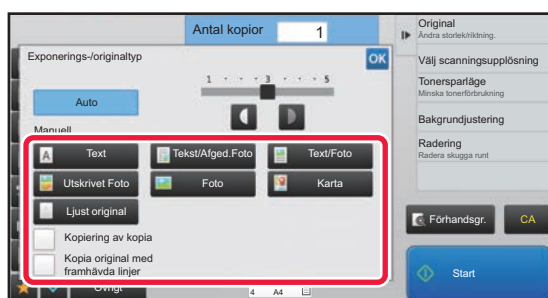 Antal kopior 1
Exponerings-/originaltyp
OK
1 3 5
Auto
Manuell
Text
Tekst/Afged.Foto
Text/Foto
Utskrivet Foto
Foto
Karta
Ljust original
Kopiering av kopia
Kopia original med
framhävda linjer
Övrigt
4 A4
Original
Ändra storlek/riktning.
Välj scanningsupplösning
Tonersparläge
Minska tonerförbrukning
Bakgrundjustering
Radering
Radera skugga runt
Förhandsgr.
CA
Start